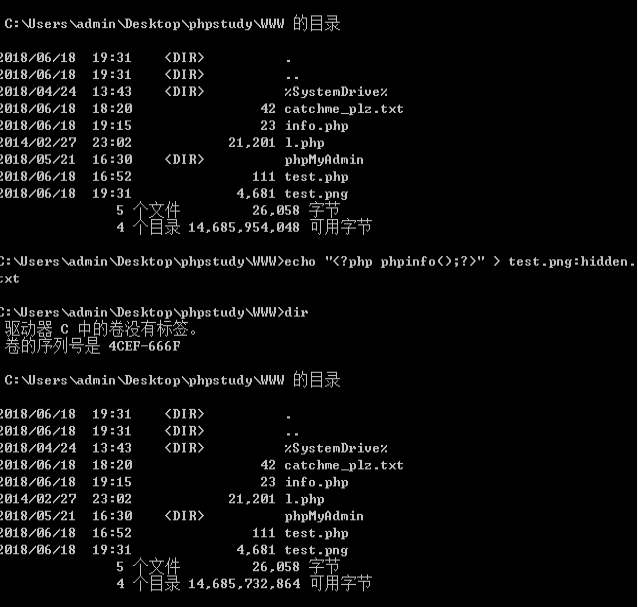 C:\Users\admin\Desktop\phpstudy\WWW 的目录
2018/06/18  19:31    <DIR>          .
2018/06/18  19:31    <DIR>          ..
2018/04/24  13:43    <DIR>          %SystemDrive%
2018/06/18  18:20                42 catchme_plz.txt
2018/06/18  19:15                23 info.php
2014/02/27  23:02            21,201 l.php
2018/05/21  16:30    <DIR>          phpMyAdmin
2018/06/18  16:52               111 test.php
2018/06/18  19:31             4,681 test.png
5 个文件         26,058 字节
4 个目录 14,685,954,048 可用字节
C:\Users\admin\Desktop\phpstudy\WWW>echo "<?php phpinfo();?>" > test.png:hidden.
txt
C:\Users\admin\Desktop\phpstudy\WWW>dir
驱动器 C 中的卷没有标签。
卷的序列号是 4CEF-666F
C:\Users\admin\Desktop\phpstudy\WWW 的目录
2018/06/18  19:31    <DIR>          .
2018/06/18  19:31    <DIR>          ..
2018/04/24  13:43    <DIR>          %SystemDrive%
2018/06/18  18:20                42 catchme_plz.txt
2018/06/18  19:15                23 info.php
2014/02/27  23:02            21,201 l.php
2018/05/21  16:30    <DIR>          phpMyAdmin
2018/06/18  16:52               111 test.php
2018/06/18  19:31             4,681 test.png
5 个文件         26,058 字节
4 个目录 14,685,732,864 可用字节